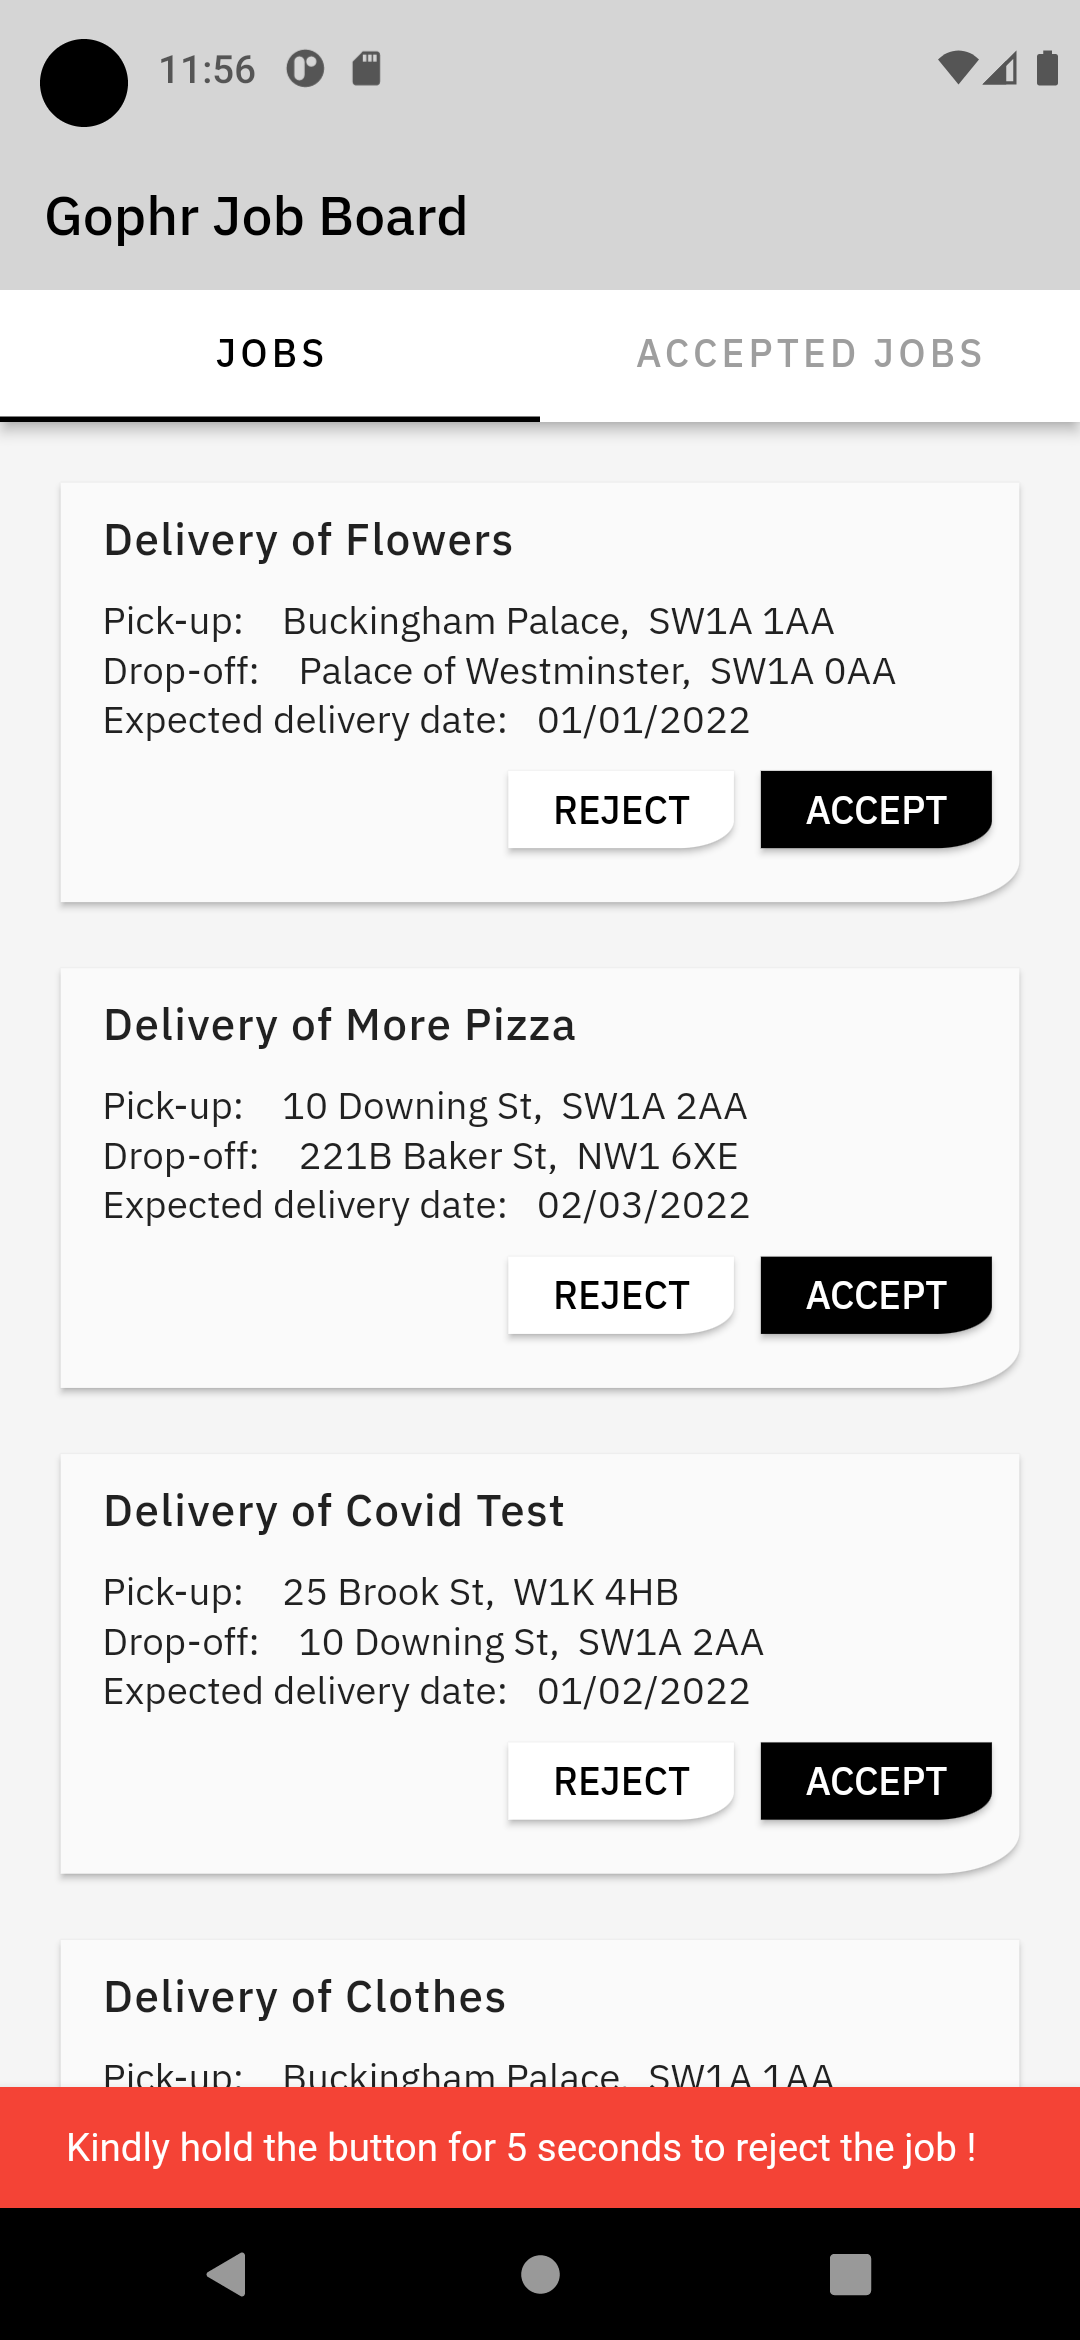 11:56
Gophr Job Board
JOBS
ACCEPTED JOBS
Delivery of Flowers
Pick-up: Buckingham Palace, SW1A 1AA
Drop-off: Palace of Westminster, SW1A 0AA
Expected delivery date: 01/01/2022
REJECT
ACCEPT
Delivery of More Pizza
Pick-up: 10 Downing St, SW1A 2AA
Drop-off: 221B Baker St, NW1 6XE
Expected delivery date: 02/03/2022
REJECT
ACCEPT
Delivery of Covid Test
Pick-up: 25 Brook St, W1K 4HB
Drop-off: 10 Downing St, SW1A 2AA
Expected delivery date: 01/02/2022
REJECT
ACCEPT
Delivery of Clothes
Pick-up: Buckingham Palace, SW1A 1AA
Kindly hold the button for 5 seconds to reject the job !